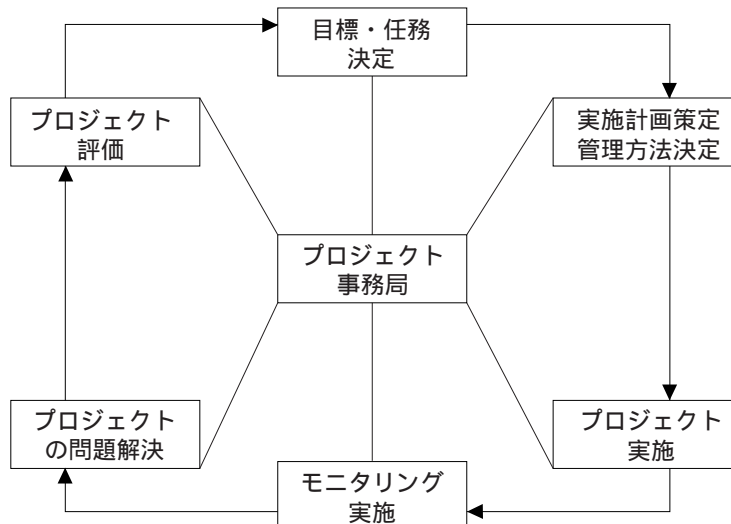 目標・任務
決定
プロジェクト
評価
実施計画策定
管理方法決定
プロジェクト
事務局
プロジェクト
の問題解決
プロジェクト
実施
モニタリング
実施